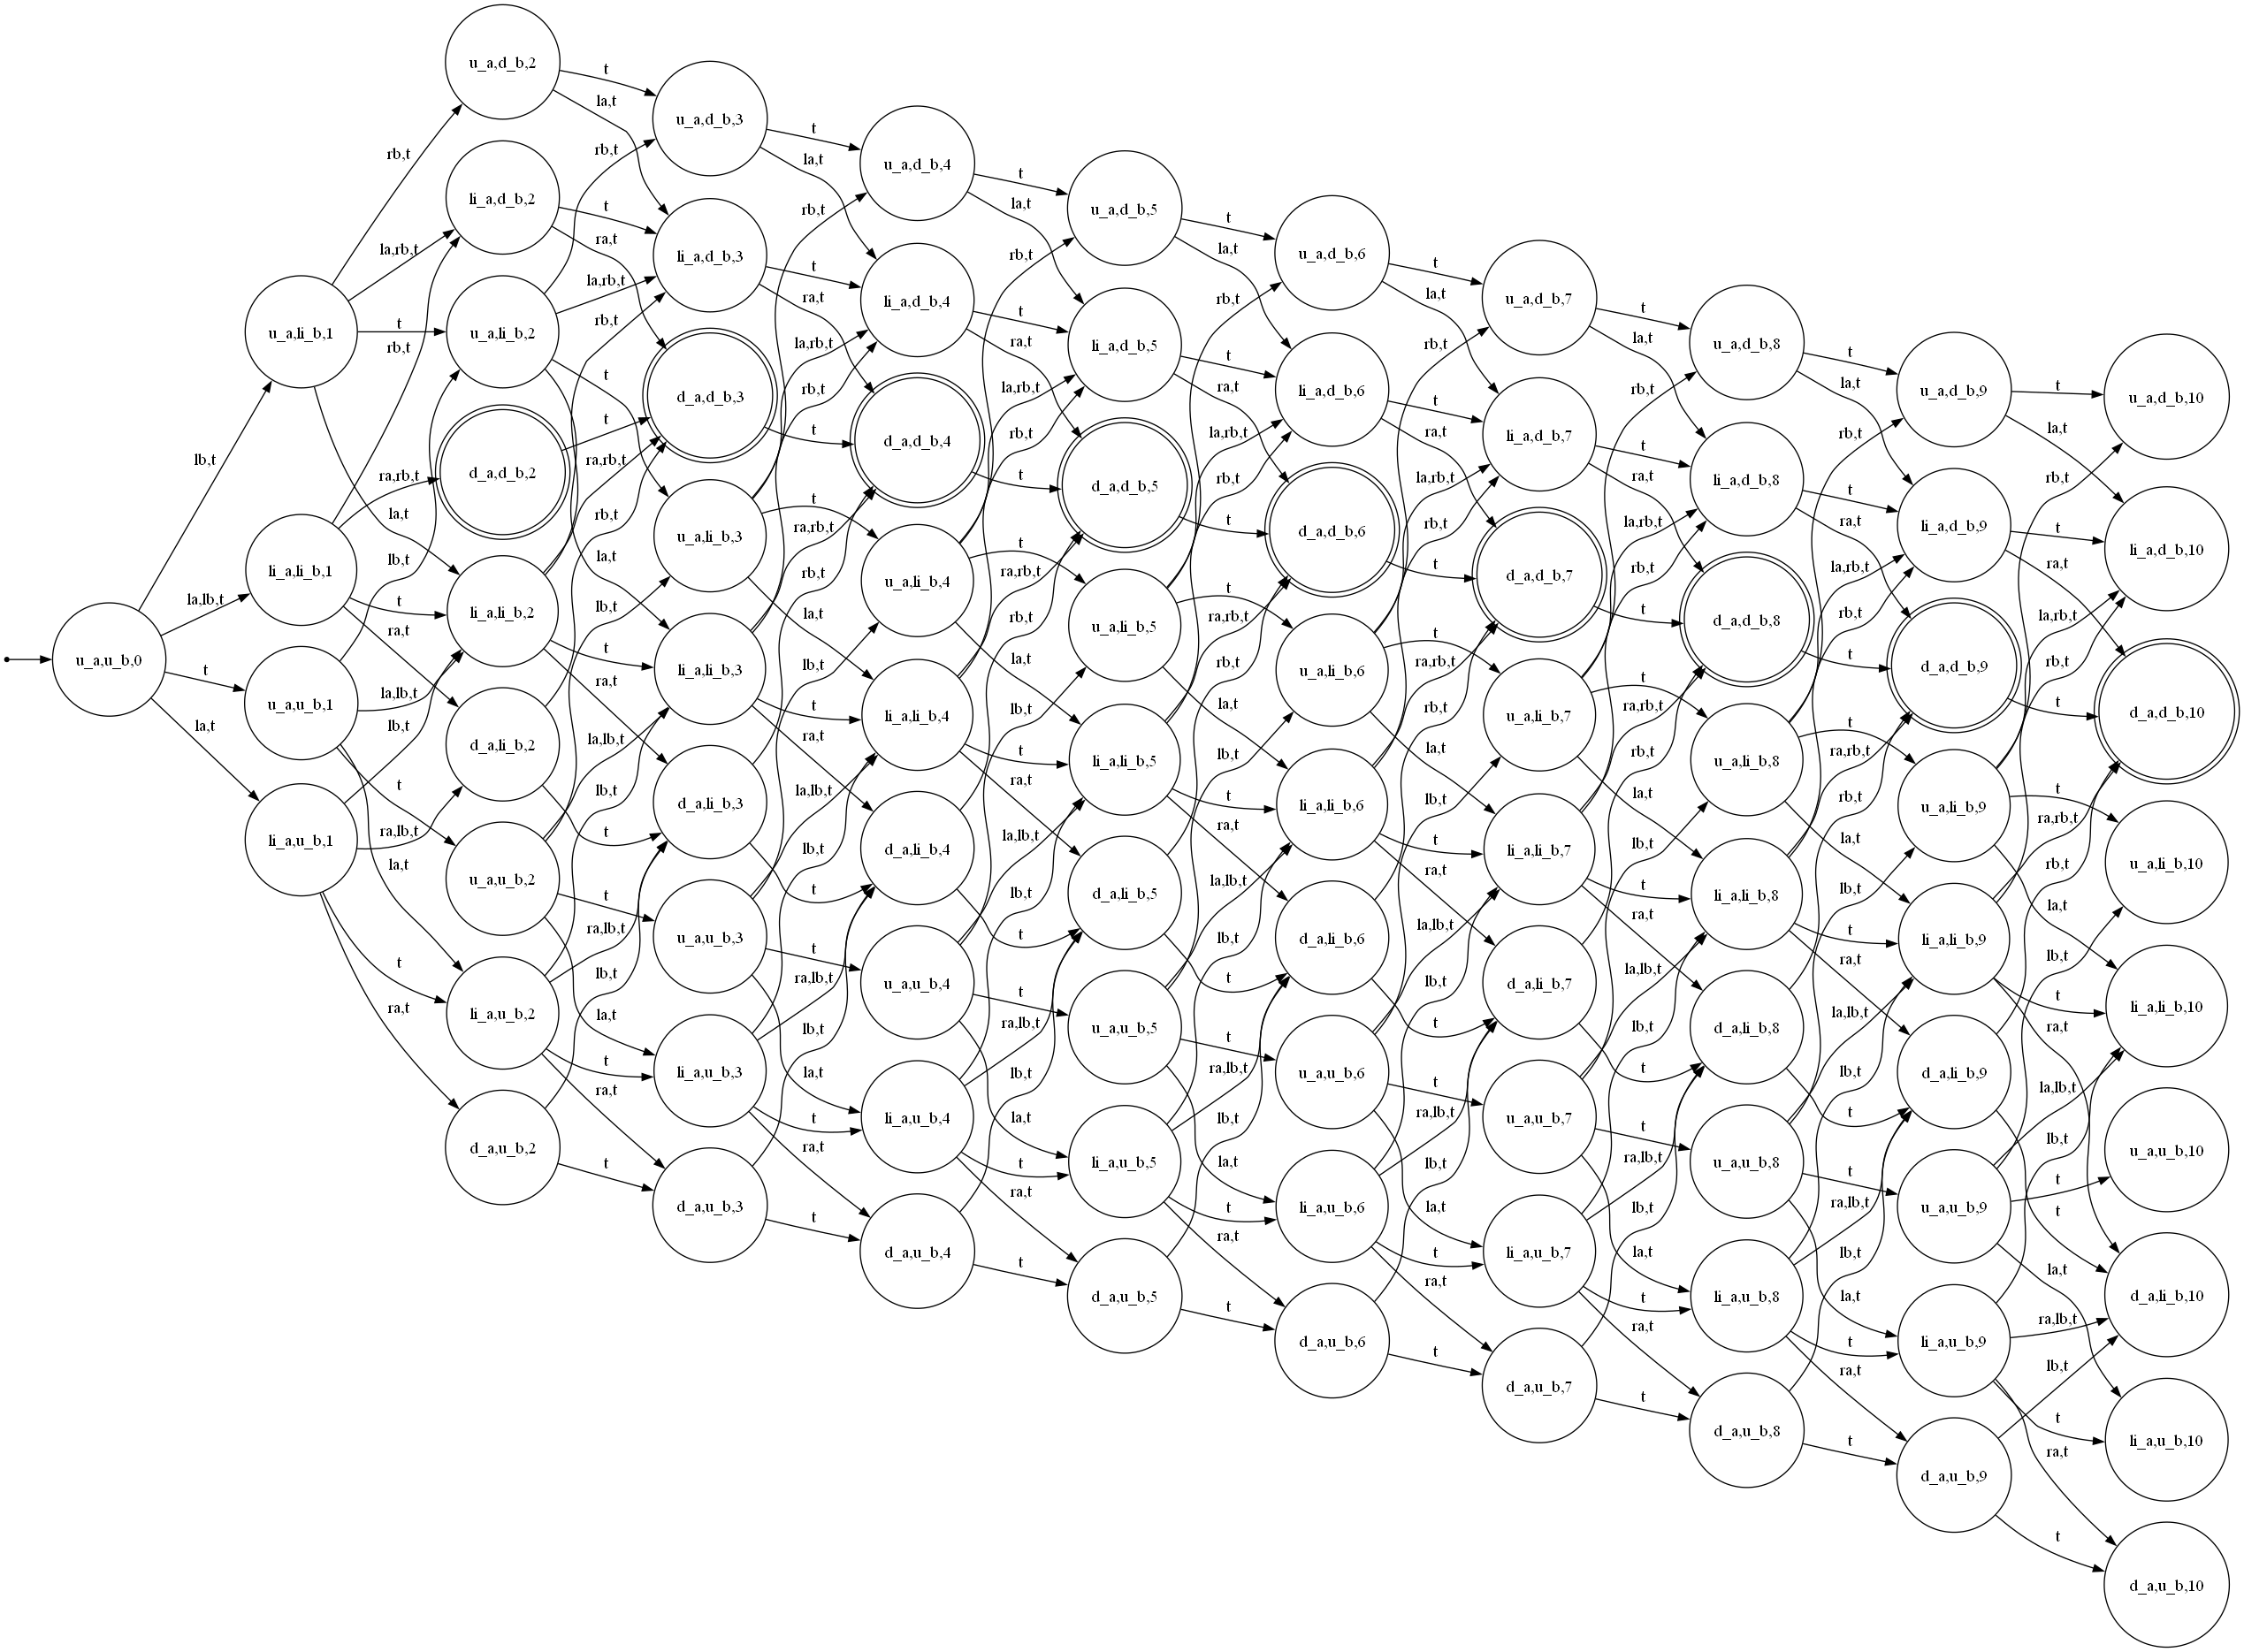 u_a,u_b,0
lb,t
la,lb,t
t
la,t
u_a,li_b,1
li_a,li_b,1
u_a,u_b,1
li_a,u_b,1
rb,t
la,rb,t
t
rb,t
ra,rb,t
la,t
lb,t
t
ra,t
la,lb,t
lb,t
t
ra,lb,t
la,t
t
ra,t
u_a,d_b,2
li_a,d_b,2
u_a,li_b,2
d_a,d_b,2
li_a,li_b,2
d_a,li_b,2
u_a,u_b,2
li_a,u_b,2
d_a,u_b,2
t
la,t
rb,t
t
ra,t
la,rb,t
rb,t
t
t
ra,rb,t
rb,t
la,t
lb,t
t
ra,t
la,lb,t
lb,t
t
t
ra,lb,t
lb,t
la,t
t
ra,t
t
u_a,d_b,3
li_a,d_b,3
d_a,d_b,3
u_a,li_b,3
li_a,li_b,3
d_a,li_b,3
u_a,u_b,3
li_a,u_b,3
d_a,u_b,3
t
la,t
rb,t
t
ra,t
la,rb,t
rb,t
t
t
ra,rb,t
rb,t
la,t
lb,t
t
ra,t
la,lb,t
lb,t
t
t
ra,lb,t
lb,t
la,t
t
ra,t
t
u_a,d_b,4
li_a,d_b,4
d_a,d_b,4
u_a,li_b,4
li_a,li_b,4
d_a,li_b,4
u_a,u_b,4
li_a,u_b,4
d_a,u_b,4
t
la,t
rb,t
t
ra,t
la,rb,t
rb,t
t
t
ra,rb,t
rb,t
la,t
lb,t
t
ra,t
la,lb,t
lb,t
t
t
ra,lb,t
lb,t
la,t
t
ra,t
t
u_a,d_b,5
li_a,d_b,5
d_a,d_b,5
u_a,li_b,5
li_a,li_b,5
d_a,li_b,5
u_a,u_b,5
li_a,u_b,5
d_a,u_b,5
t
la,t
rb,t
t
ra,t
la,rb,t
rb,t
t
t
ra,rb,t
rb,t
la,t
lb,t
t
ra,t
la,lb,t
lb,t
t
t
ra,lb,t
lb,t
la,t
t
ra,t
t
u_a,d_b,6
li_a,d_b,6
d_a,d_b,6
u_a,li_b,6
li_a,li_b,6
d_a,li_b,6
u_a,u_b,6
li_a,u_b,6
d_a,u_b,6
t
la,t
rb,t
t
ra,t
la,rb,t
rb,t
t
t
ra,rb,t
rb,t
la,t
lb,t
t
ra,t
la,lb,t
lb,t
t
t
ra,lb,t
lb,t
la,t
t
ra,t
t
u_a,d_b,7
li_a,d_b,7
d_a,d_b,7
u_a,li_b,7
li_a,li_b,7
d_a,li_b,7
u_a,u_b,7
li_a,u_b,7
d_a,u_b,7
t
la,t
rb,t
t
ra,t
la,rb,t
rb,t
t
t
ra,rb,t
rb,t
la,t
lb,t
t
ra,t
la,lb,t
lb,t
t
t
ra,lb,t
lb,t
la,t
t
ra,t
t
u_a,d_b,8
li_a,d_b,8
d_a,d_b,8
u_a,li_b,8
li_a,li_b,8
d_a,li_b,8
u_a,u_b,8
li_a,u_b,8
d_a,u_b,8
t
la,t
rb,t
t
ra,t
la,rb,t
rb,t
t
t
ra,rb,t
rb,t
la,t
lb,t
t
ra,t
la,lb,t
lb,t
t
t
ra,lb,t
lb,t
la,t
t
ra,t
t
u_a,d_b,9
li_a,d_b,9
d_a,d_b,9
u_a,li_b,9
li_a,li_b,9
d_a,li_b,9
u_a,u_b,9
li_a,u_b,9
d_a,u_b,9
t
la,t
rb,t
t
ra,t
la,rb,t
rb,t
t
t
ra,rb,t
rb,t
la,t
lb,t
t
ra,t
la,lb,t
lb,t
t
t
la,t
ra,lb,t
lb,t
t
ra,t
t
u_a,d_b,10
li_a,d_b,10
d_a,d_b,10
u_a,li_b,10
li_a,li_b,10
u_a,u_b,10
d_a,li_b,10
li_a,u_b,10
d_a,u_b,10